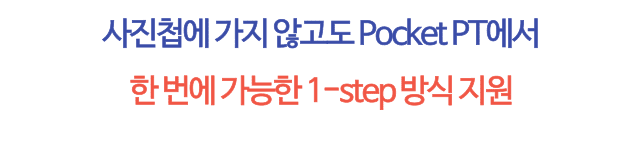 사진첩에 가지 않고도 Pocket PT에서
한 번에 가능한 1-step 방식 지원